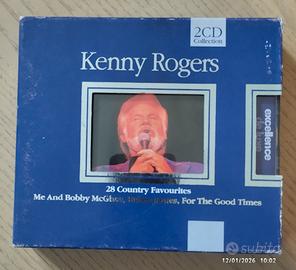 2CD
Collection
Kenny Rogers
excellence
28 Country Favourites
Me And Bobby McGhee, For The Good Times
subito
12/01/2026 10:02